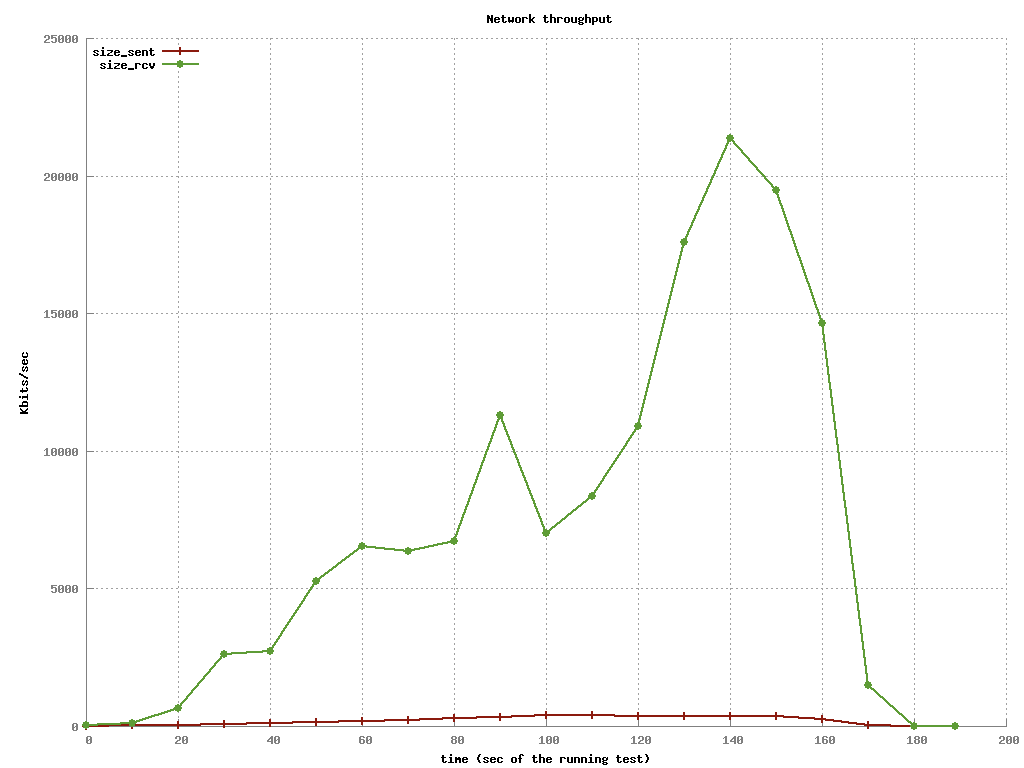 Network throughput
25000
size_sent
size_rcv
20000
15000
Kbits/sec
10000
5000
0
0 20 40 60 80 100 120 140 160 180 200
time (sec of the running test)